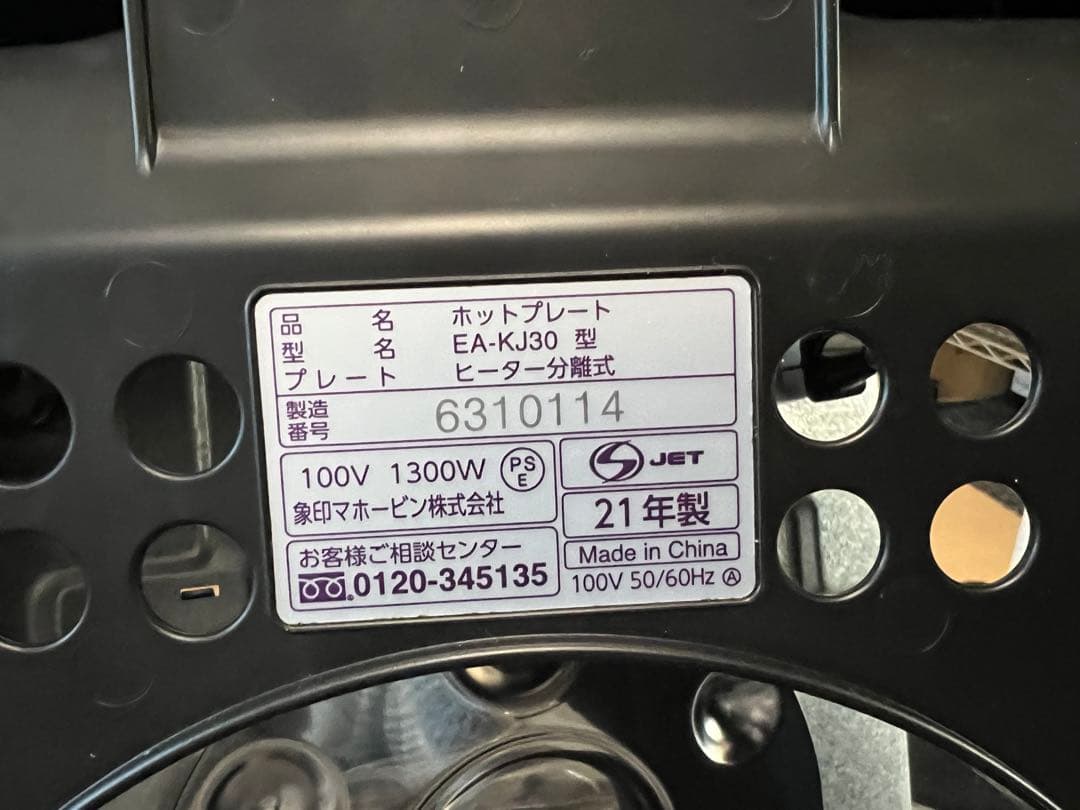 品名 ホットプレート
型名 EA-KJ30 型
プレート ヒーター分離式
製造番号 6310114
100V 1300W PSE
象印マホービン株式会社
お客様ご相談センター
0120-345135
JET
21年製
Made in China
100V 50/60Hz Ⓐ